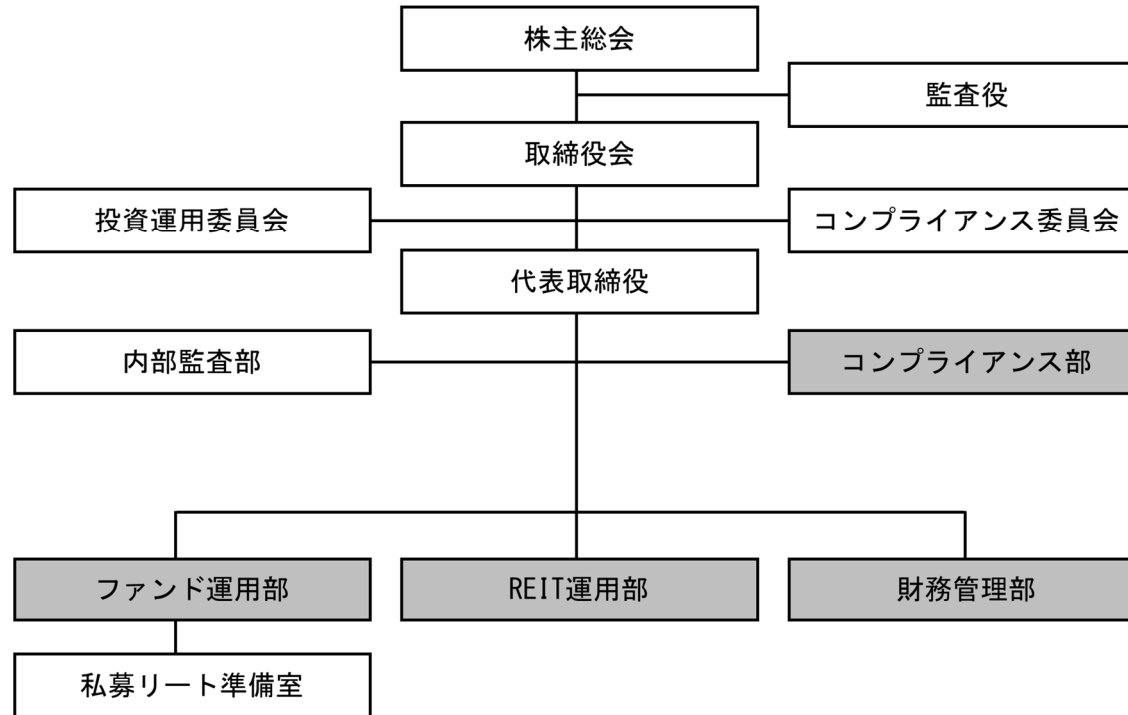 株主総会
監査役
取締役会
投資運用委員会
コンプライアンス委員会
代表取締役
内部監査部
コンプライアンス部
ファンド運用部
REIT運用部
財務管理部
私募リート準備室